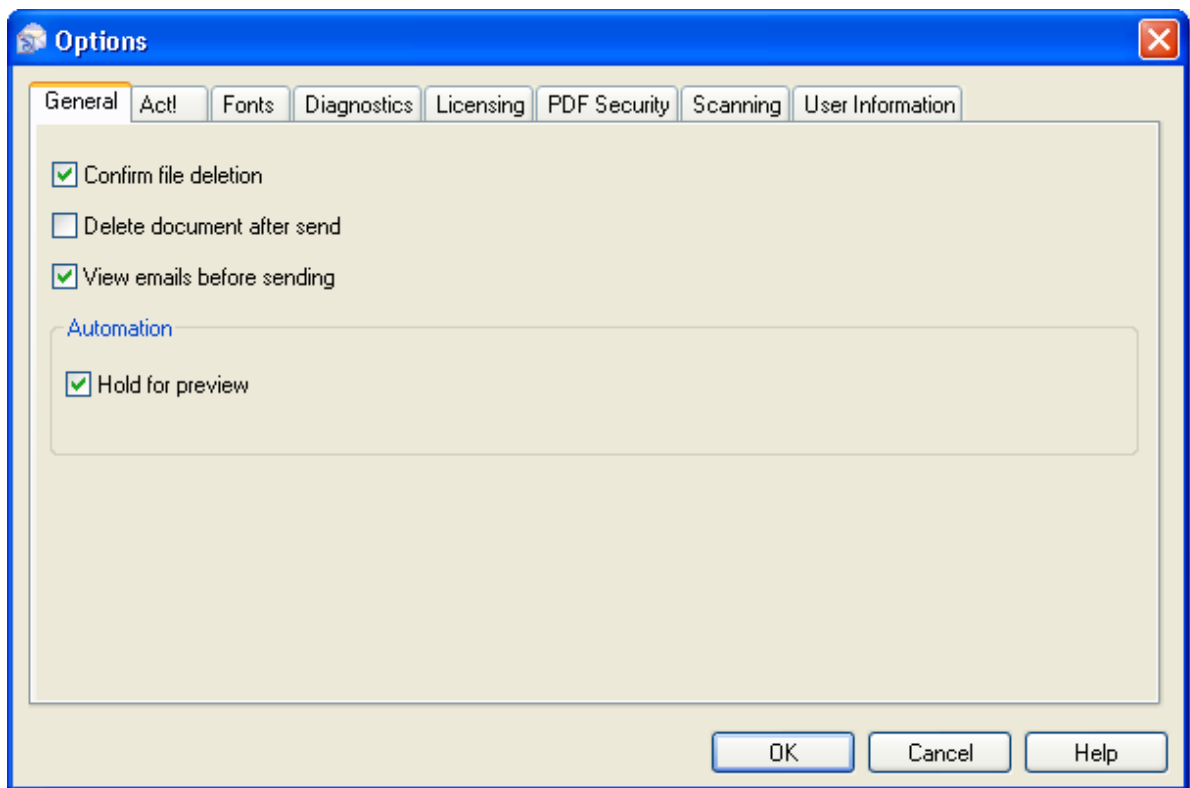 Options
General Act! Fonts Diagnostics Licensing PDF Security Scanning User Information
Confirm file deletion
Delete document after send
View emails before sending
Automation
Hold for preview
OK Cancel Help